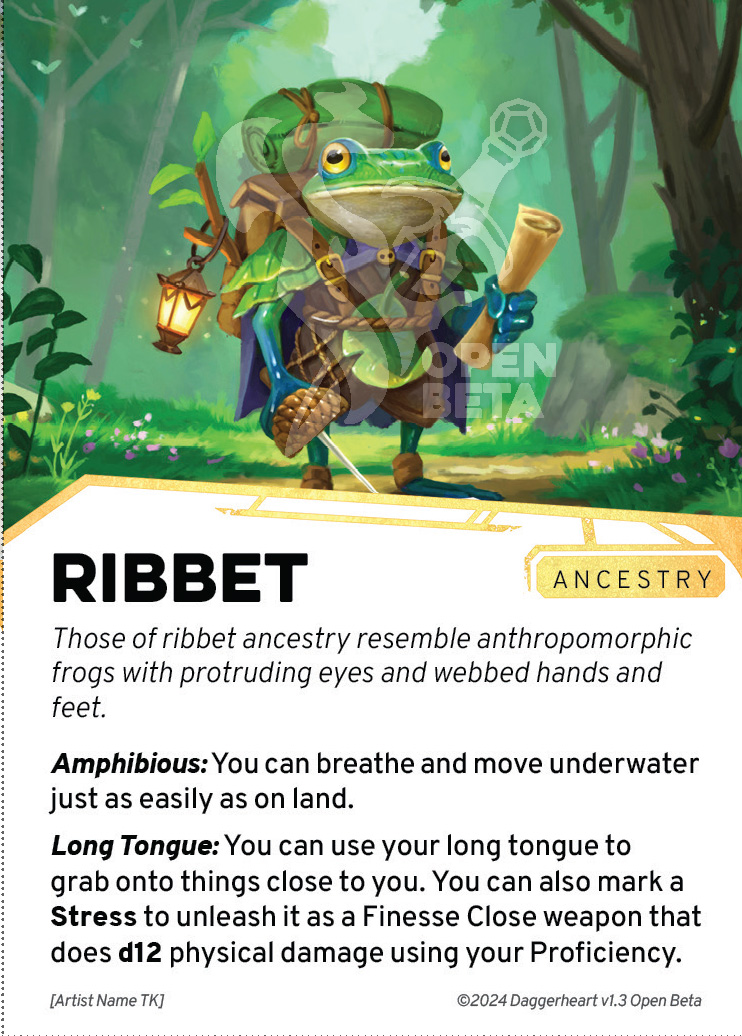 OPEN
BETA
RIBBET
ANCESTRY
Those of ribbet ancestry resemble anthropomorphic
frogs with protruding eyes and webbed hands and
feet.
Amphibious: You can breathe and move underwater
just as easily as on land.
Long Tongue: You can use your long tongue to
grab onto things close to you. You can also mark a
Stress to unleash it as a Finesse Close weapon that
does d12 physical damage using your Proficiency.
[Artist Name TK]
©2024 Daggerheart v1.3 Open Beta